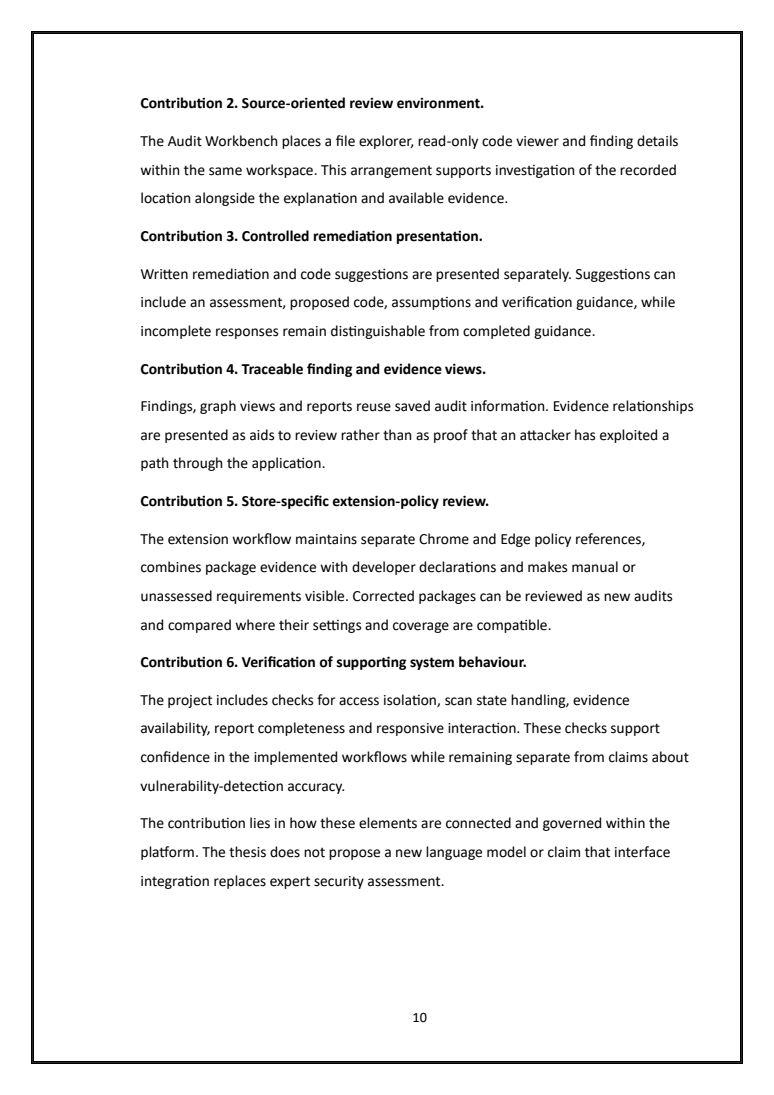 Contribution 2. Source-oriented review environment.
The Audit Workbench places a file explorer, read-only code viewer and finding details
within the same workspace. This arrangement supports investigation of the recorded
location alongside the explanation and available evidence.
Contribution 3. Controlled remediation presentation.
Written remediation and code suggestions are presented separately. Suggestions can
include an assessment, proposed code, assumptions and verification guidance, while
incomplete responses remain distinguishable from completed guidance.
Contribution 4. Traceable finding and evidence views.
Findings, graph views and reports reuse saved audit information. Evidence relationships
are presented as aids to review rather than as proof that an attacker has exploited a
path through the application.
Contribution 5. Store-specific extension-policy review.
The extension workflow maintains separate Chrome and Edge policy references,
combines package evidence with developer declarations and makes manual or
unassessed requirements visible. Corrected packages can be reviewed as new audits
and compared where their settings and coverage are compatible.
Contribution 6. Verification of supporting system behaviour.
The project includes checks for access isolation, scan state handling, evidence
availability, report completeness and responsive interaction. These checks support
confidence in the implemented workflows while remaining separate from claims about
vulnerability-detection accuracy.
The contribution lies in how these elements are connected and governed within the
platform. The thesis does not propose a new language model or claim that interface
integration replaces expert security assessment.
10